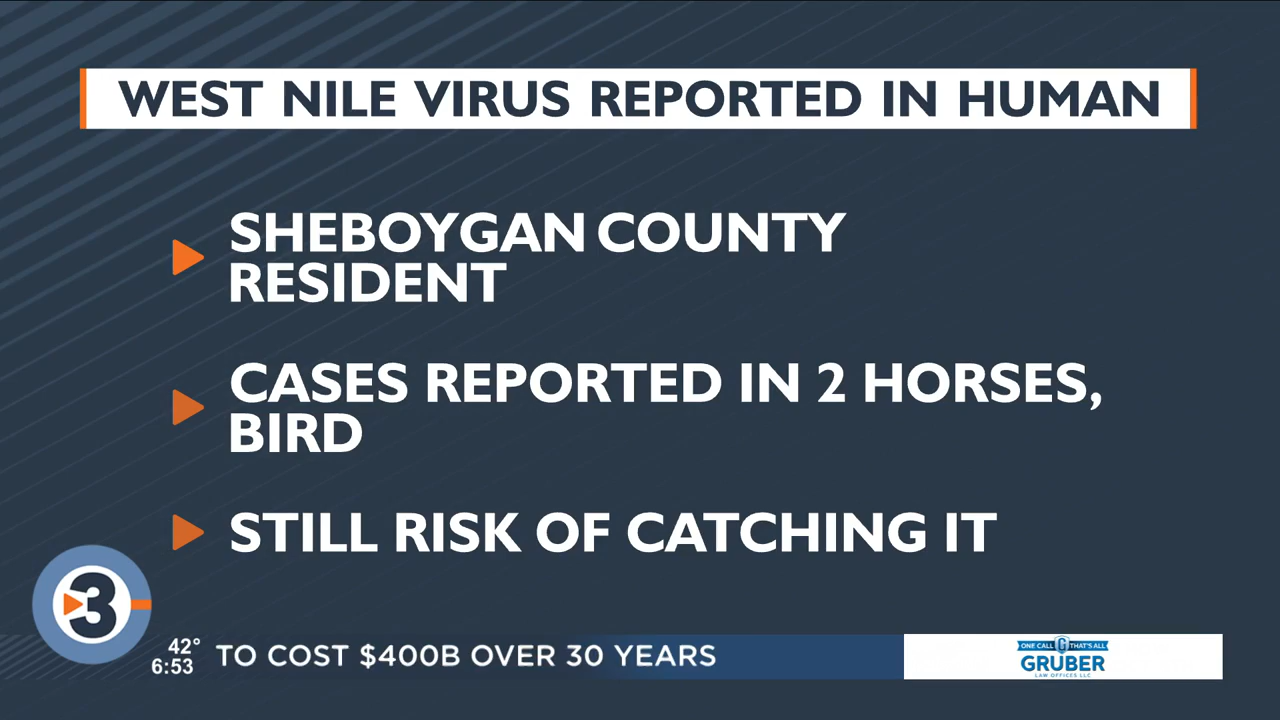 WEST NILE VIRUS REPORTED IN HUMAN
SHEBOYGAN COUNTY
RESIDENT
CASES REPORTED IN 2 HORSES,
BIRD
STILL RISK OF CATCHING IT
3
42°
6:53
TO COST $400B OVER 30 YEARS
ONE CALL G THAT'S ALL
GRUBER
LAW OFFICES LLC